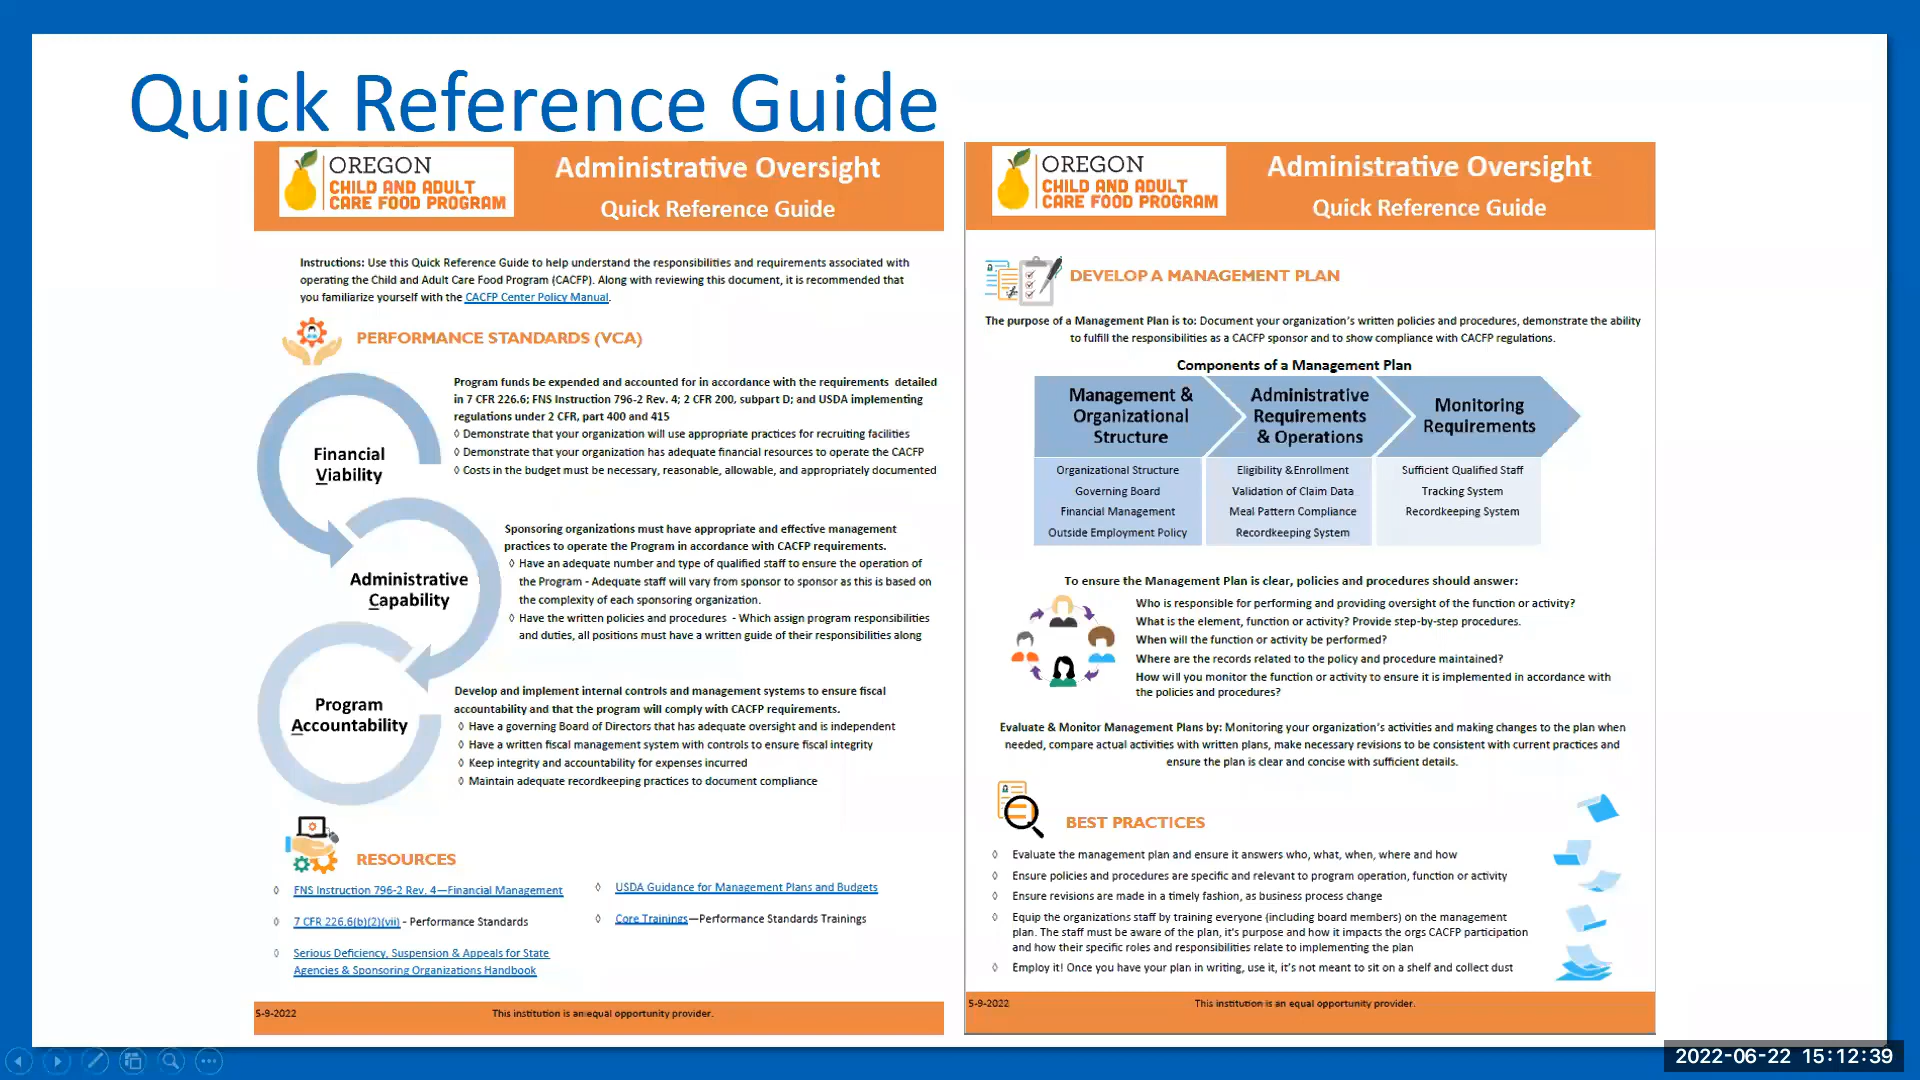 Quick Reference Guide
OREGON
CHILD AND ADULT
CARE FOOD PROGRAM
Administrative Oversight
Quick Reference Guide
Instructions: Use this Quick Reference Guide to help understand the responsibilities and requirements associated with
operating the Child and Adult Care Food Program (CACFP). Along with reviewing this document, it is recommended that
you familiarize yourself with the CACFP Center Policy Manual.
PERFORMANCE STANDARDS (VCA)
Financial
Viability
Program funds be expended and accounted for in accordance with the requirements detailed
in 7 CFR 226.6; FNS Instruction 796-2 Rev. 4; 2 CFR 200, subpart D; and USDA implementing
regulations under 2 CFR, part 400 and 415
◊ Demonstrate that your organization will use appropriate practices for recruiting facilities
◊ Demonstrate that your organization has adequate financial resources to operate the CACFP
◊ Costs in the budget must be necessary, reasonable, allowable, and appropriately documented
Administrative
Capability
Sponsoring organizations must have appropriate and effective management
practices to operate the Program in accordance with CACFP requirements.
◊ Have an adequate number and type of qualified staff to ensure the operation of
the Program - Adequate staff will vary from sponsor to sponsor as this is based on
the complexity of each sponsoring organization.
◊ Have the written policies and procedures - Which assign program responsibilities
and duties, all positions must have a written guide of their responsibilities along
Program
Accountability
Develop and implement internal controls and management systems to ensure fiscal
accountability and that the program will comply with CACFP requirements.
◊ Have a governing Board of Directors that has adequate oversight and is independent
◊ Have a written fiscal management system with controls to ensure fiscal integrity
◊ Keep integrity and accountability for expenses incurred
◊ Maintain adequate recordkeeping practices to document compliance
RESOURCES
◊ FNS Instruction 796-2 Rev. 4—Financial Management
◊ 7 CFR 226.6(b)(2)(vii) - Performance Standards
◊ Serious Deficiency, Suspension & Appeals for State
Agencies & Sponsoring Organizations Handbook
◊ USDA Guidance for Management Plans and Budgets
◊ Core Trainings—Performance Standards Trainings
5-9-2022
This institution is an equal opportunity provider.
OREGON
CHILD AND ADULT
CARE FOOD PROGRAM
Administrative Oversight
Quick Reference Guide
DEVELOP A MANAGEMENT PLAN
The purpose of a Management Plan is to: Document your organization's written policies and procedures, demonstrate the ability
to fulfill the responsibilities as a CACFP sponsor and to show compliance with CACFP regulations.
Components of a Management Plan
Management &
Organizational
Structure
Organizational Structure
Governing Board
Financial Management
Outside Employment Policy
Administrative
Requirements
& Operations
Eligibility &Enrollment
Validation of Claim Data
Meal Pattern Compliance
Recordkeeping System
Monitoring
Requirements
Sufficient Qualified Staff
Tracking System
Recordkeeping System
To ensure the Management Plan is clear, policies and procedures should answer:
Who is responsible for performing and providing oversight of the function or activity?
What is the element, function or activity? Provide step-by-step procedures.
When will the function or activity be performed?
Where are the records related to the policy and procedure maintained?
How will you monitor the function or activity to ensure it is implemented in accordance with
the policies and procedures?
Evaluate & Monitor Management Plans by: Monitoring your organization's activities and making changes to the plan when
needed, compare actual activities with written plans, make necessary revisions to be consistent with current practices and
ensure the plan is clear and concise with sufficient details.
BEST PRACTICES
◊ Evaluate the management plan and ensure it answers who, what, when, where and how
◊ Ensure policies and procedures are specific and relevant to program operation, function or activity
◊ Ensure revisions are made in a timely fashion, as business process change
◊ Equip the organizations staff by training everyone (including board members) on the management
plan. The staff must be aware of the plan, it's purpose and how it impacts the orgs CACFP participation
and how their specific roles and responsibilities relate to implementing the plan
◊ Employ it! Once you have your plan in writing, use it, it's not meant to sit on a shelf and collect dust
5-9-2022
This institution is an equal opportunity provider.
2022-06-22 15:12:39